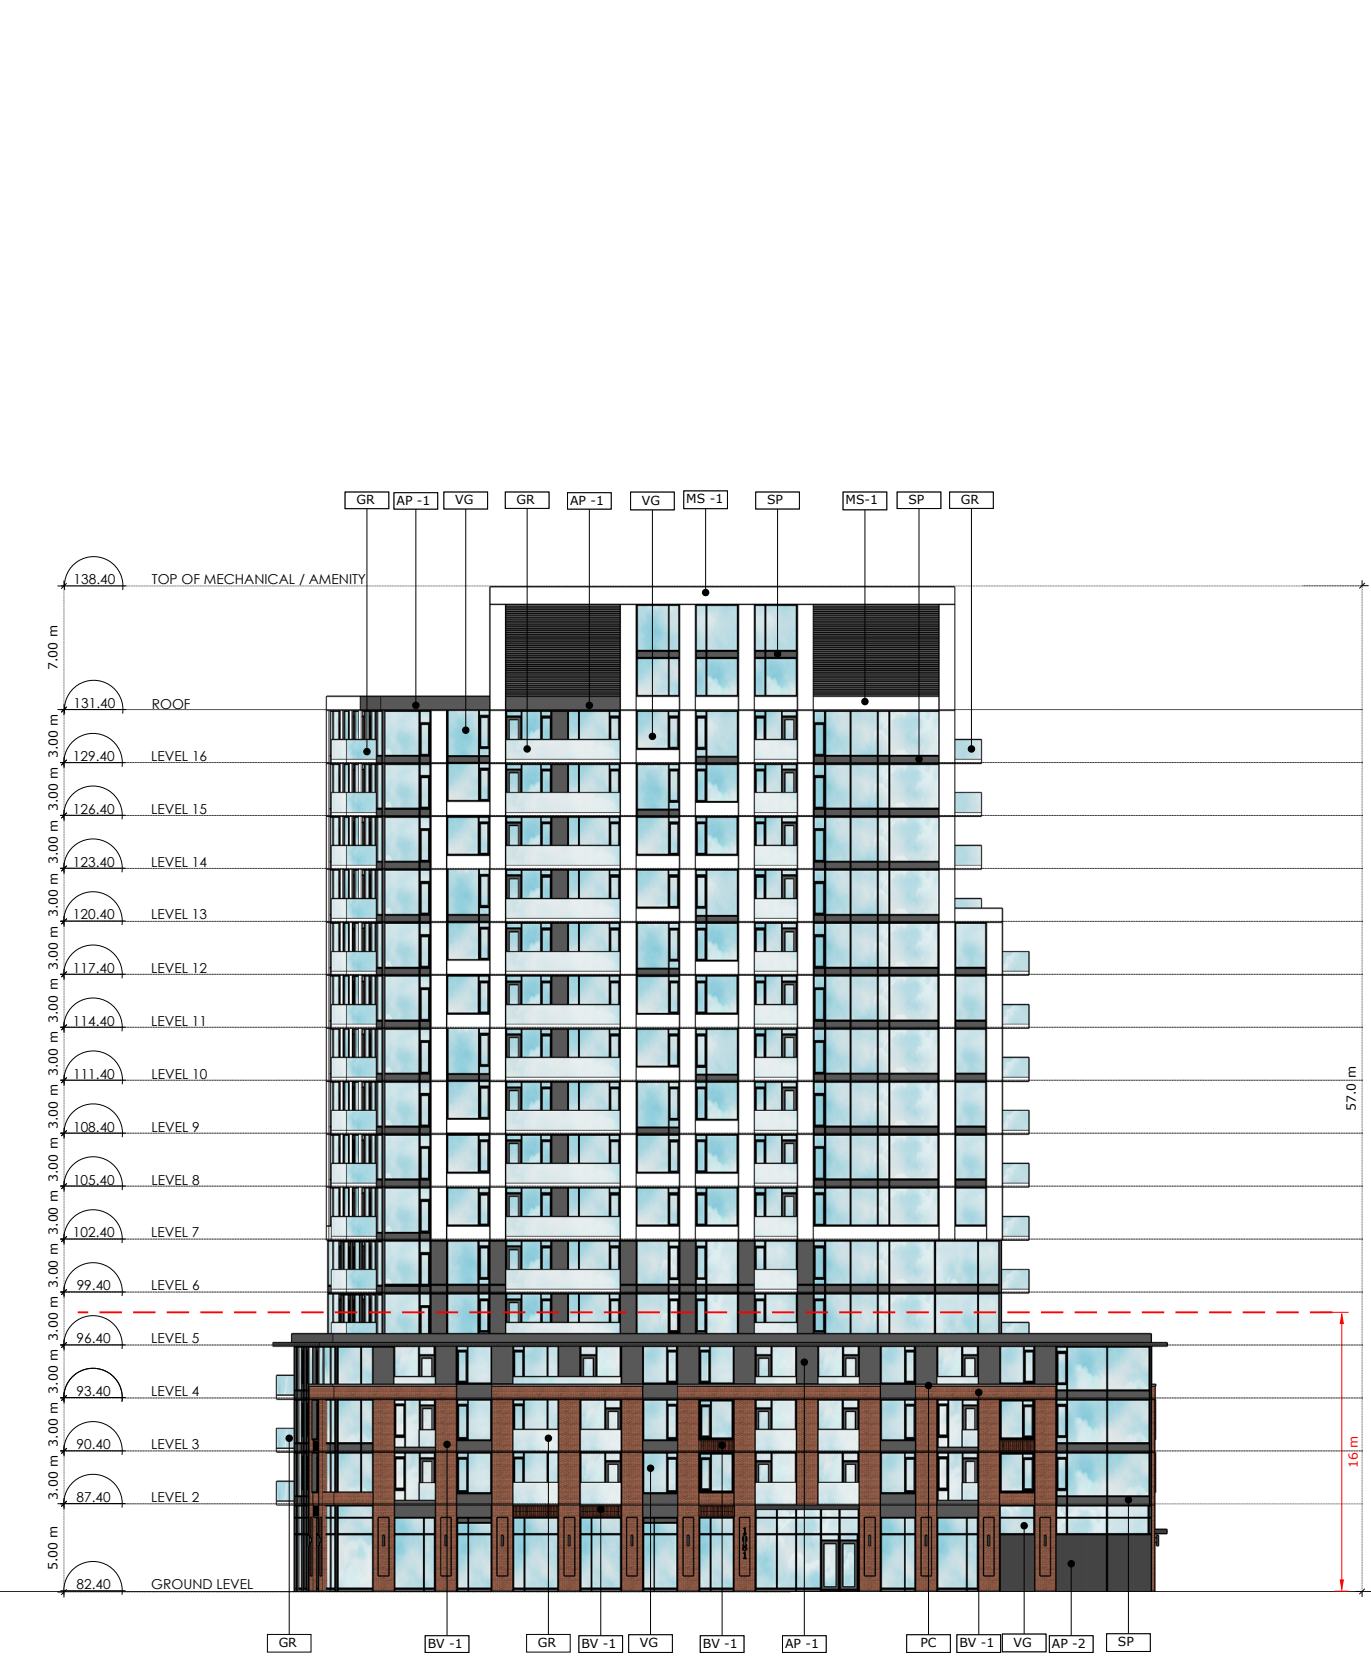 GR AP -1 VG GR AP -1 VG MS -1 SP MS-1 SP GR
138.40 TOP OF MECHANICAL / AMENITY
7.00 m
131.40 ROOF
3.00 m
129.40 LEVEL 16
3.00 m
126.40 LEVEL 15
3.00 m
123.40 LEVEL 14
3.00 m
120.40 LEVEL 13
3.00 m
117.40 LEVEL 12
3.00 m
114.40 LEVEL 11
3.00 m
111.40 LEVEL 10
57.0 m
3.00 m
108.40 LEVEL 9
3.00 m
105.40 LEVEL 8
3.00 m
102.40 LEVEL 7
3.00 m
99.40 LEVEL 6
3.00 m
96.40 LEVEL 5
3.00 m
93.40 LEVEL 4
3.00 m
90.40 LEVEL 3
16 m
3.00 m
87.40 LEVEL 2
5.00 m
1081
82.40 GROUND LEVEL
GR BV -1 GR BV -1 VG BV -1 AP -1 PC BV -1 VG AP -2 SP